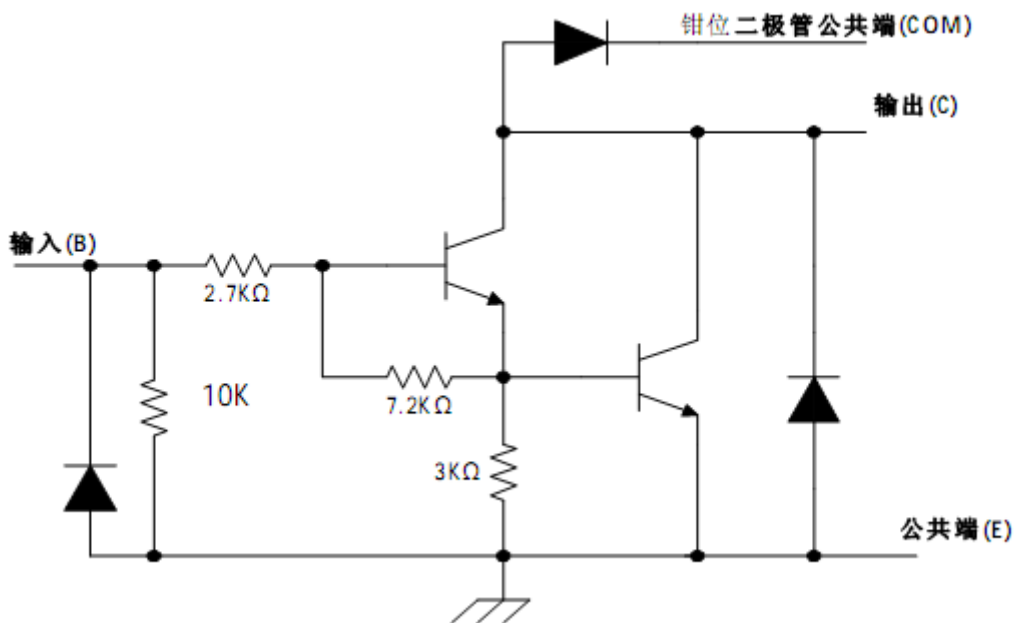 钳位二极管公共端(COM)
输出(C)
输入(B)
2.7KΩ
7.2KΩ
10K
3KΩ
公共端(E)